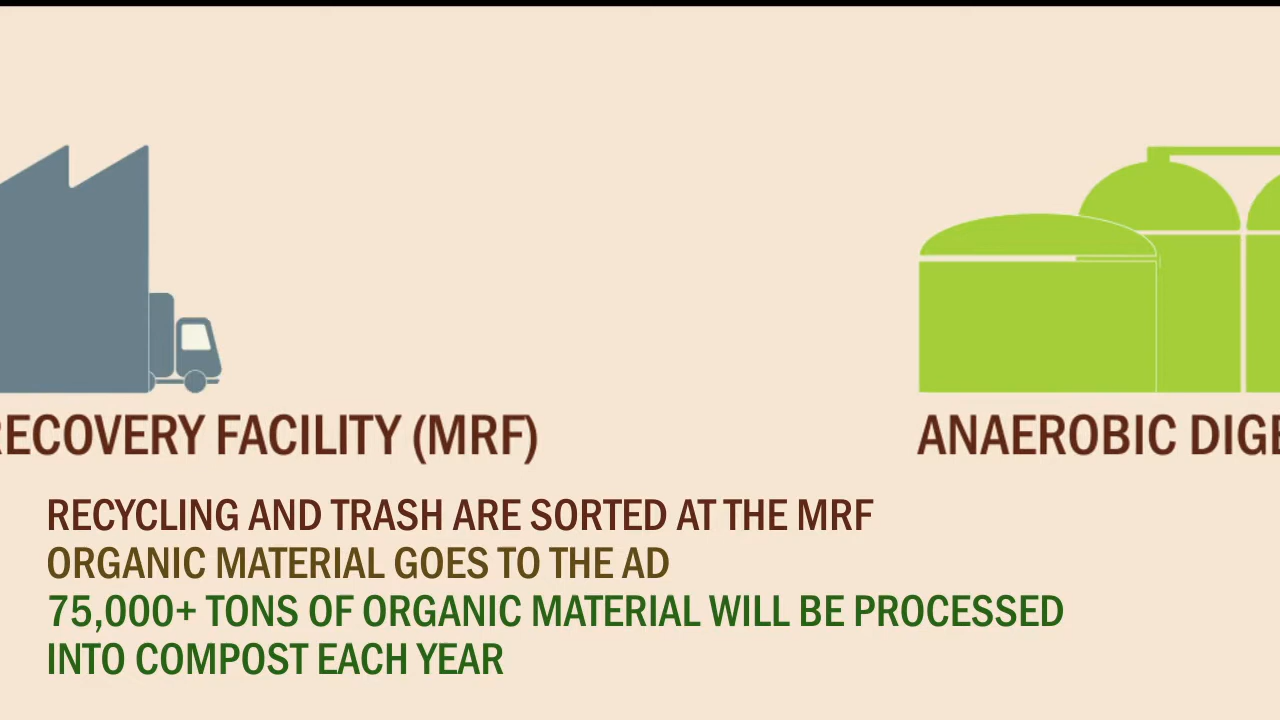 RECOVERY FACILITY (MRF)
ANAEROBIC DIGE
RECYCLING AND TRASH ARE SORTED AT THE MRF
ORGANIC MATERIAL GOES TO THE AD
75,000+ TONS OF ORGANIC MATERIAL WILL BE PROCESSED
INTO COMPOST EACH YEAR